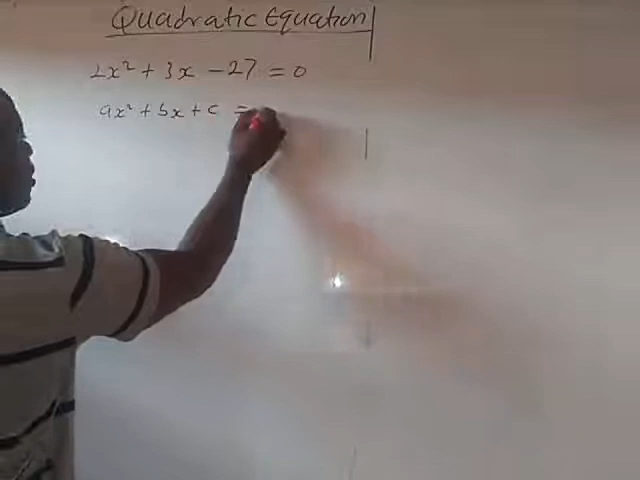 Quadratic Equation
2x² + 3x - 27 = 0
ax² + bx + c =